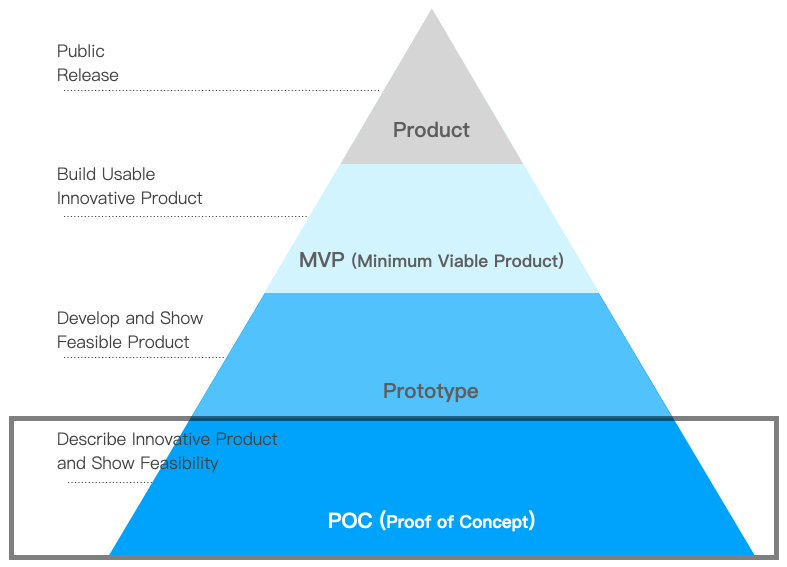 Public
Release
Product
Build Usable
Innovative Product
MVP (Minimum Viable Product)
Develop and Show
Feasible Product
Prototype
Describe Innovative Product
and Show Feasibility
POC (Proof of Concept)